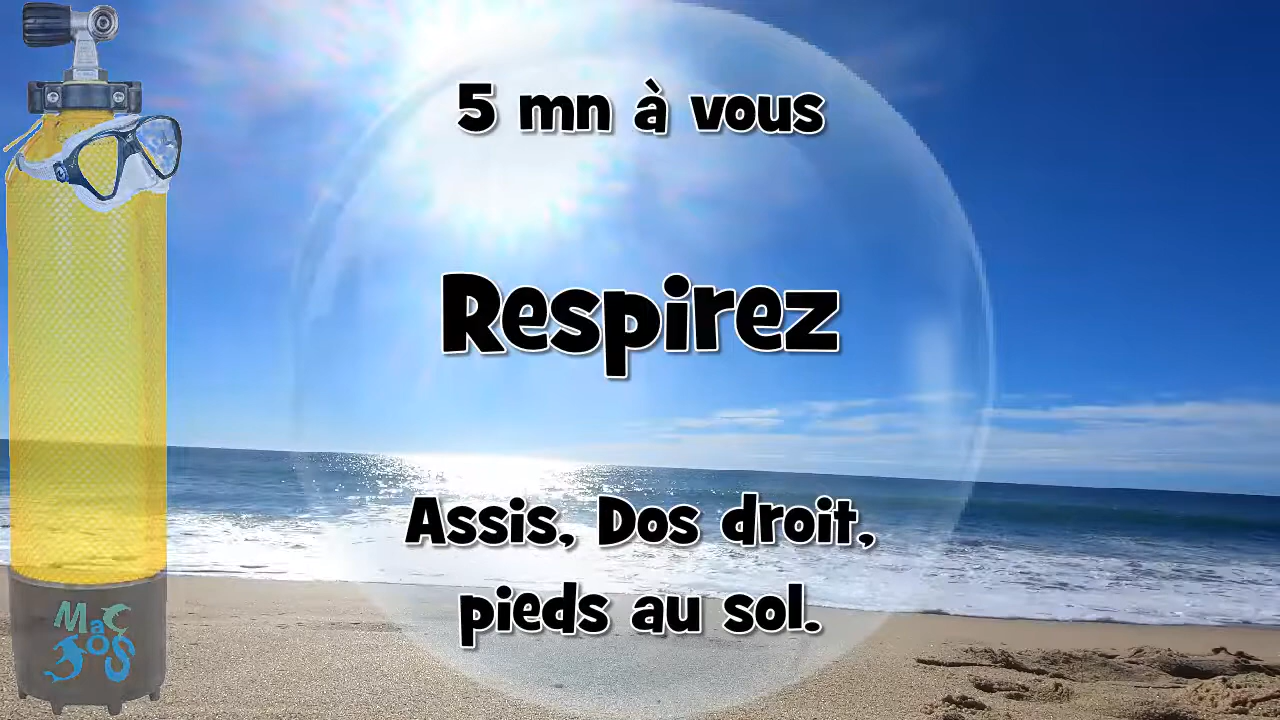 5 mn à vous
Respirez
Assis, Dos droit,
pieds au sol.